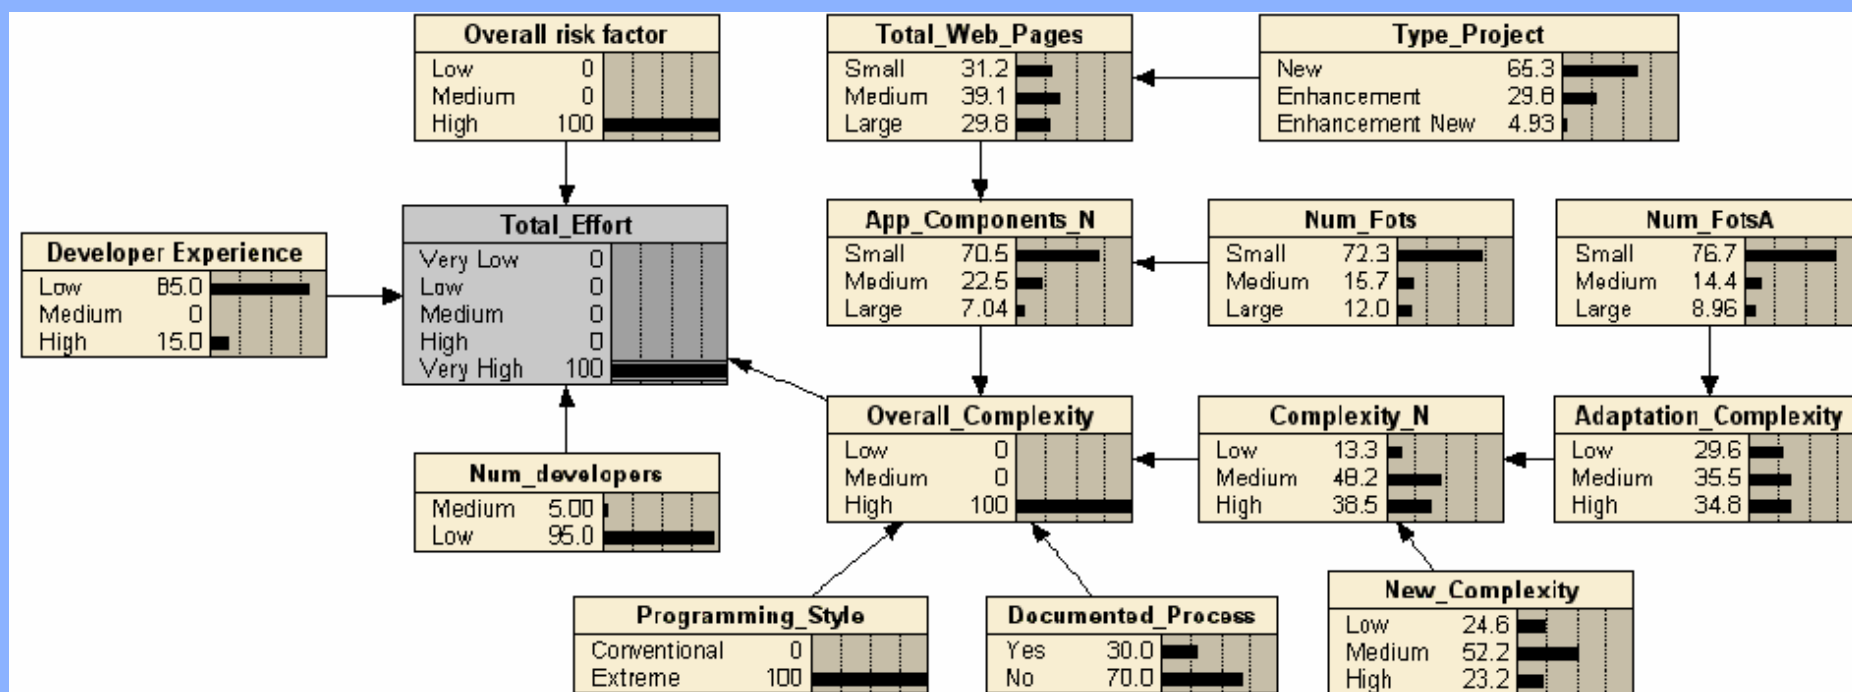 Overall risk factor
Low 0
Medium 0
High 100
Total_Web_Pages
Small 31.2
Medium 39.1
Large 29.8
Type_Project
New 65.3
Enhancement 29.8
Enhancement New 4.93
Developer Experience
Low 85.0
Medium 0
High 15.0
Total_Effort
Very Low 0
Low 0
Medium 0
High 0
Very High 100
App_Components_N
Small 70.5
Medium 22.5
Large 7.04
Num_Fots
Small 72.3
Medium 15.7
Large 12.0
Num_FotsA
Small 76.7
Medium 14.4
Large 8.96
Num_developers
Medium 5.00
Low 95.0
Overall_Complexity
Low 0
Medium 0
High 100
Complexity_N
Low 13.3
Medium 48.2
High 38.5
Adaptation_Complexity
Low 29.6
Medium 35.5
High 34.8
Programming_Style
Conventional 0
Extreme 100
Documented_Process
Yes 30.0
No 70.0
New_Complexity
Low 24.6
Medium 52.2
High 23.2